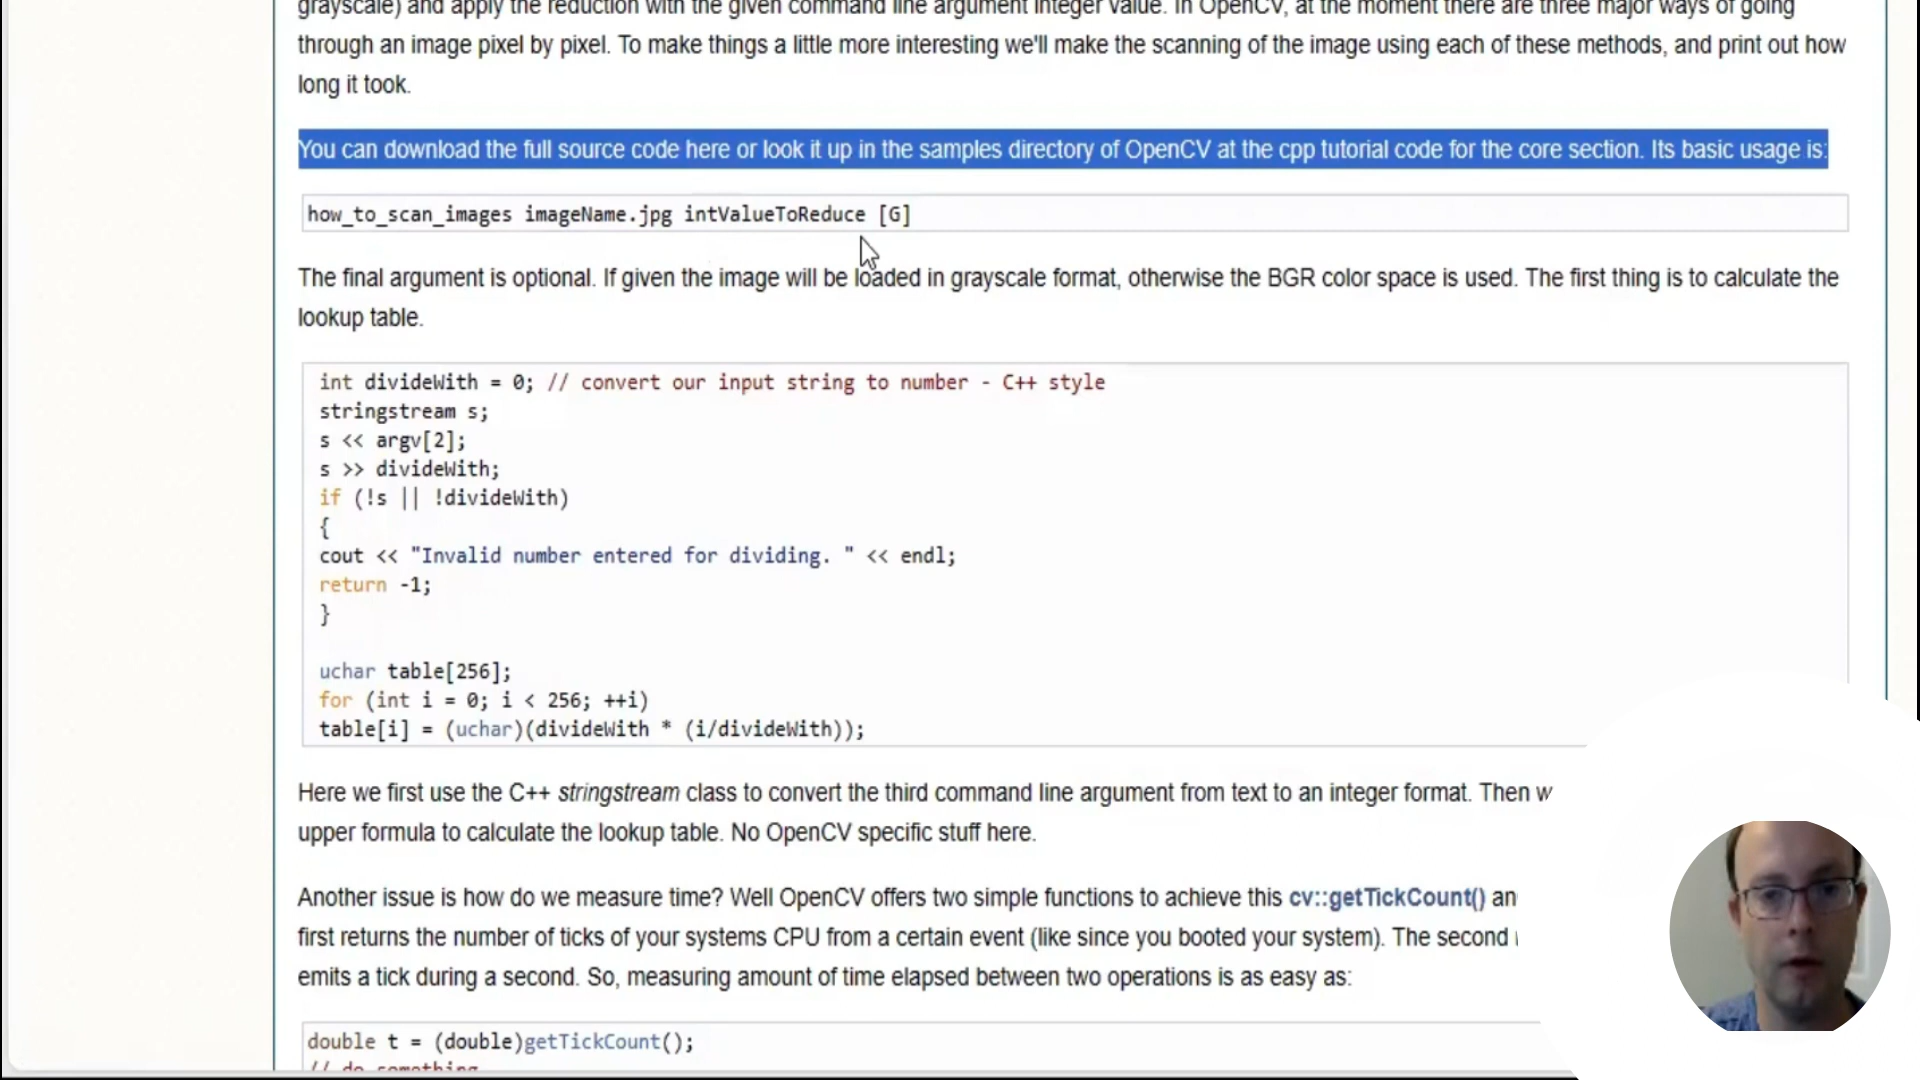 grayscale) and apply the reduction with the given command line argument integer value. In OpenCV, at the moment there are three major ways of going
through an image pixel by pixel. To make things a little more interesting we'll make the scanning of the image using each of these methods, and print out how
long it took.
You can download the full source code here or look it up in the samples directory of OpenCV at the cpp tutorial code for the core section. Its basic usage is:
how_to_scan_images imageName.jpg intValueToReduce [G]
The final argument is optional. If given the image will be loaded in grayscale format, otherwise the BGR color space is used. The first thing is to calculate the
lookup table.
int divideWith = 0; // convert our input string to number - C++ style
stringstream s;
s << argv[2];
s >> divideWith;
if (!s || !divideWith)
{
cout << "Invalid number entered for dividing. " << endl;
return -1;
}
uchar table[256];
for (int i = 0; i < 256; ++i)
table[i] = (uchar)(divideWith * (i/divideWith));
Here we first use the C++ stringstream class to convert the third command line argument from text to an integer format. Then w
upper formula to calculate the lookup table. No OpenCV specific stuff here.
Another issue is how do we measure time? Well OpenCV offers two simple functions to achieve this cv::getTickCount() an
first returns the number of ticks of your systems CPU from a certain event (like since you booted your system). The second
emits a tick during a second. So, measuring amount of time elapsed between two operations is as easy as:
double t = (double)getTickCount();
// do something